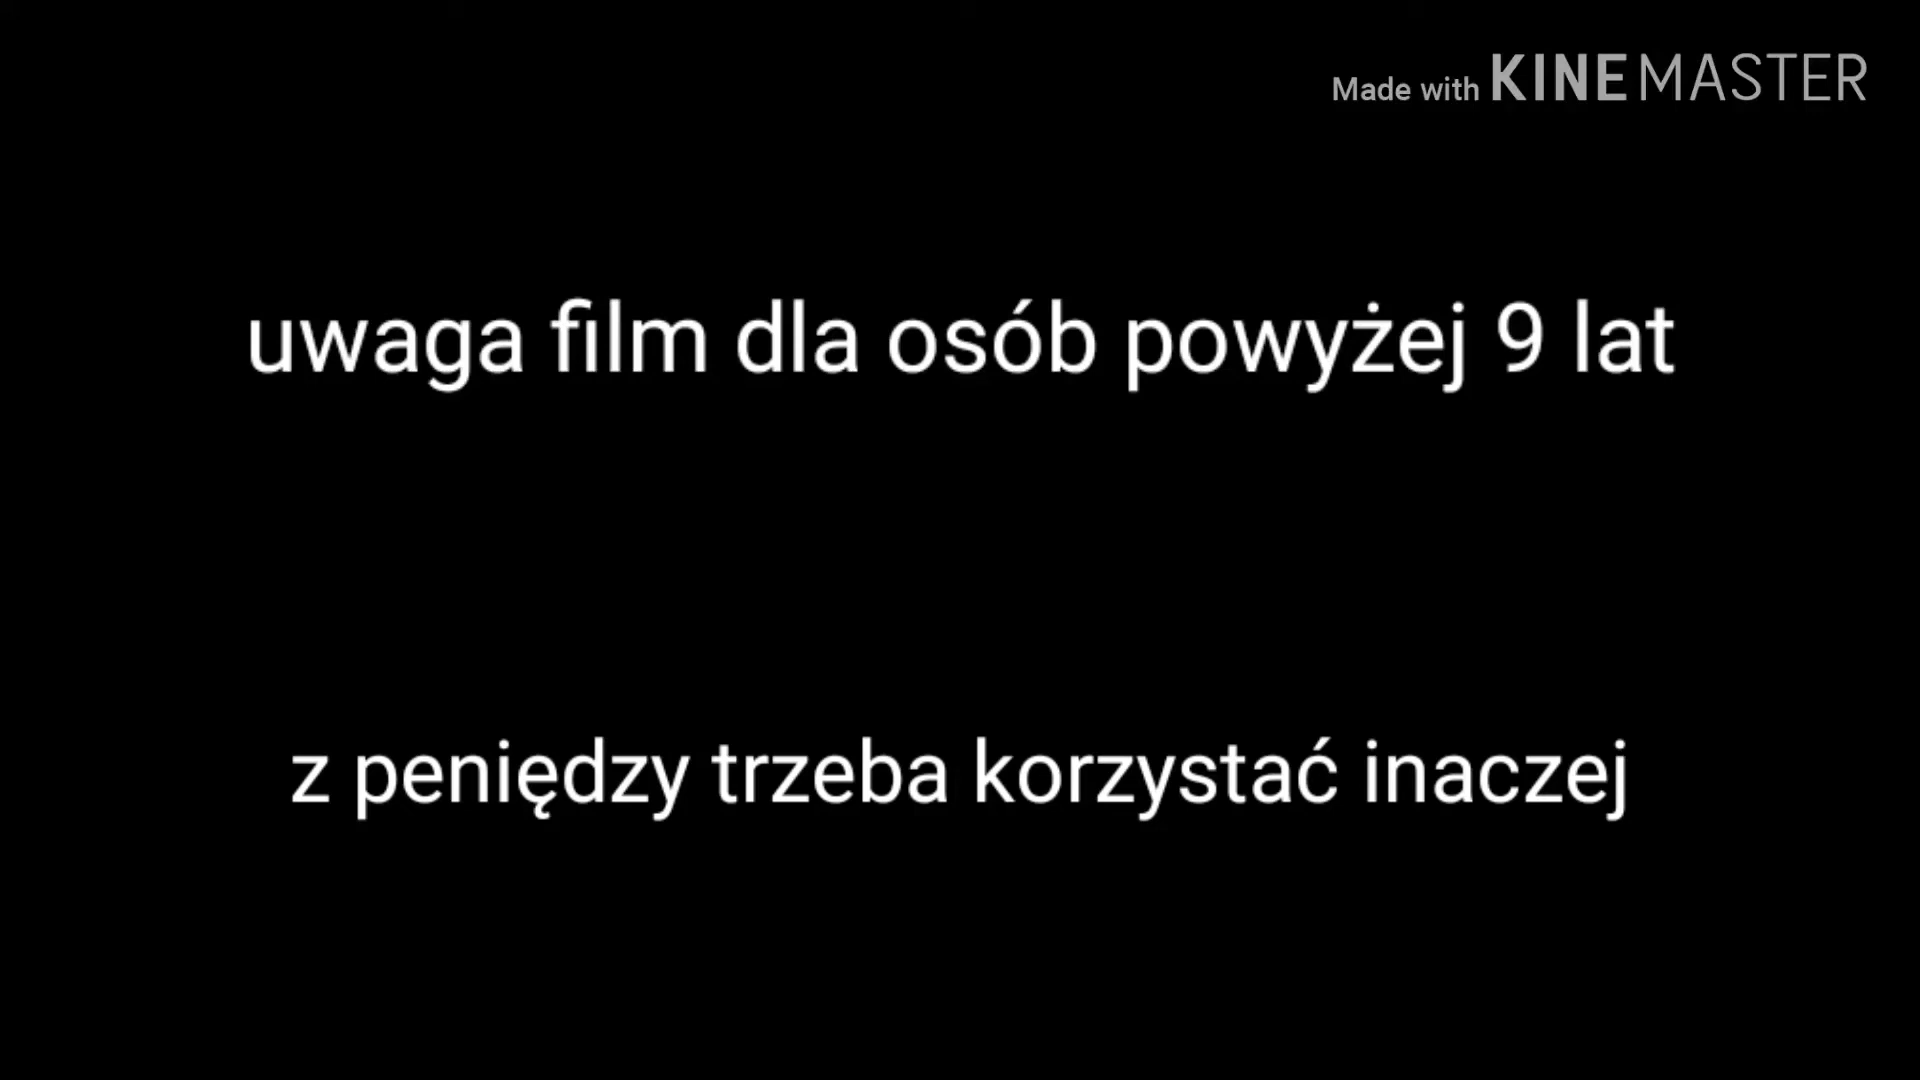 Made with KINEMASTER
uwaga film dla osób powyżej 9 lat
z peniędzy trzeba korzystać inaczej